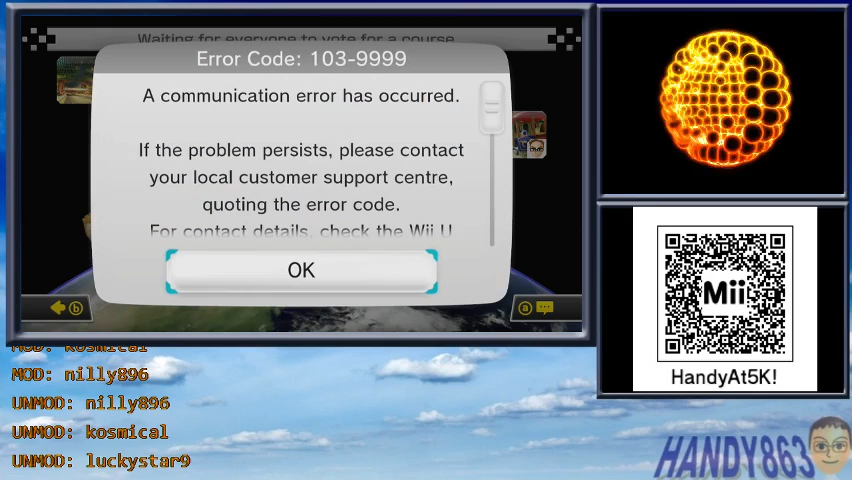 Waiting for everyone to vote for a course
Error Code: 103-9999
A communication error has occurred.
If the problem persists, please contact
your local customer support centre,
quoting the error code.
For contact details, check the Wii U
OK
b
a
Mii
HandyAt5K!
MOD: kosmical
MOD: nilly896
UNMOD: nilly896
UNMOD: kosmical
UNMOD: luckystar9
HANDY863